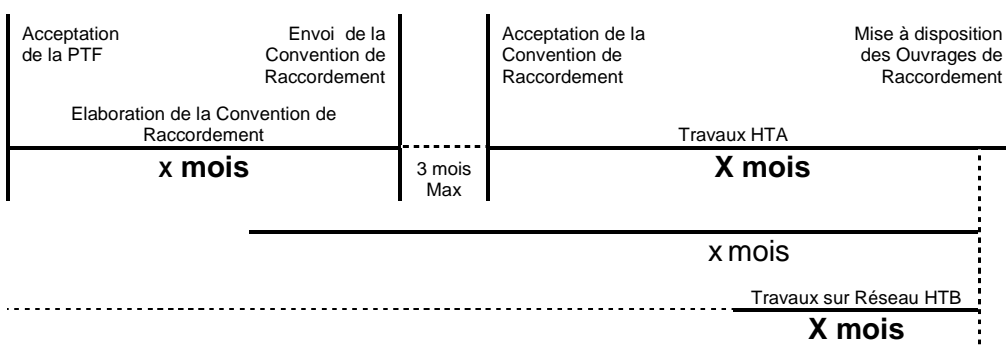 Acceptation
de la PTF
Envoi de la
Convention de
Raccordement
Acceptation de la
Convention de
Raccordement
Mise à disposition
des Ouvrages de
Raccordement
Elaboration de la Convention de
Raccordement
Travaux HTA
x mois
3 mois
Max
X mois
x mois
Travaux sur Réseau HTB
X mois